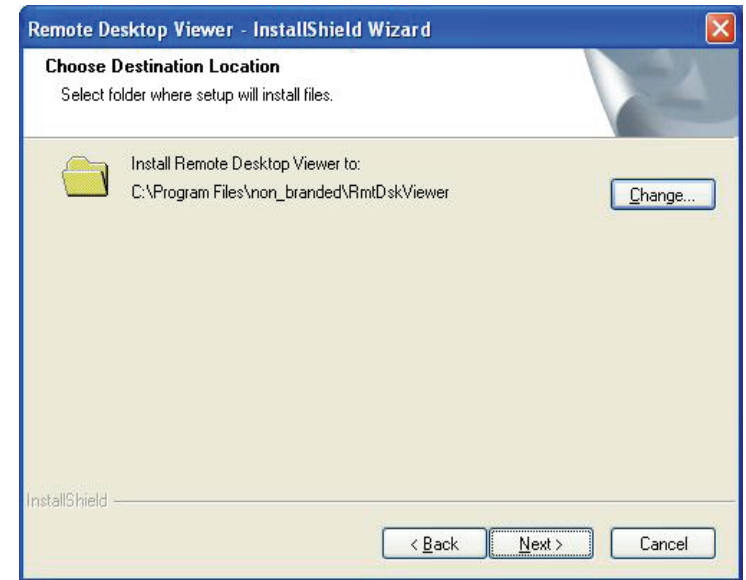 Remote Desktop Viewer - InstallShield Wizard
Choose Destination Location
Select folder where setup will install files.
Install Remote Desktop Viewer to:
C:\Program Files\non_branded\RmtDskViewer
Change...
InstallShield
< Back
Next >
Cancel